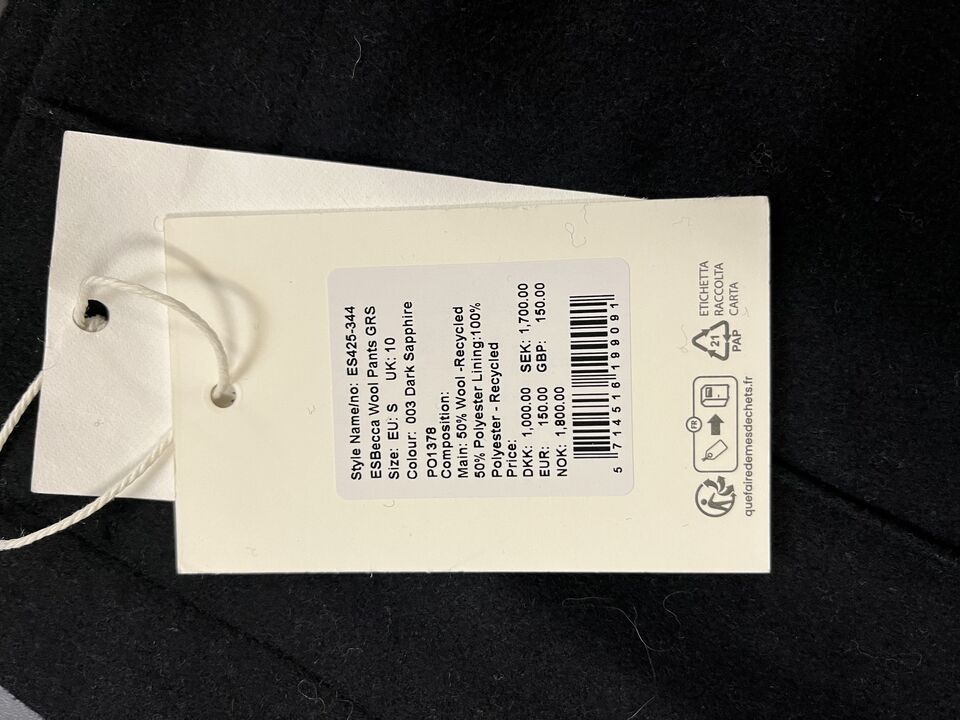 Style Name/no: ES425-344
ESBecca Wool Pants GRS
Size: EU: S UK: 10
Colour: 003 Dark Sapphire
PO1378
Composition:
Main: 50% Wool -Recycled
50% Polyester Lining:100%
Polyester - Recycled
Price:
DKK: 1,000.00 SEK: 1,700.00
EUR: 150.00 GBP: 150.00
NOK: 1,800.00
5 714516 199091
FR
quefairedemesdechets.fr
21
PAP
ETICHETTA
RACCOLTA
CARTA